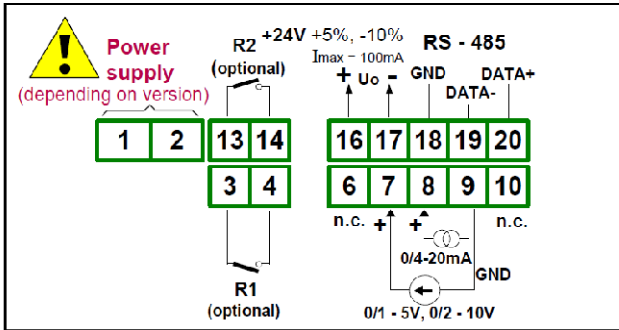 Power supply
(depending on version)
R2
(optional)
+24V +5%, -10%
Imax = 100mA
+ Uo -
RS - 485
GND
DATA-
DATA+
1 2 13 14 16 17 18 19 20
3 4 6 7 8 9 10
n.c. + + n.c.
0/4-20mA
GND
R1
(optional)
0/1 - 5V, 0/2 - 10V